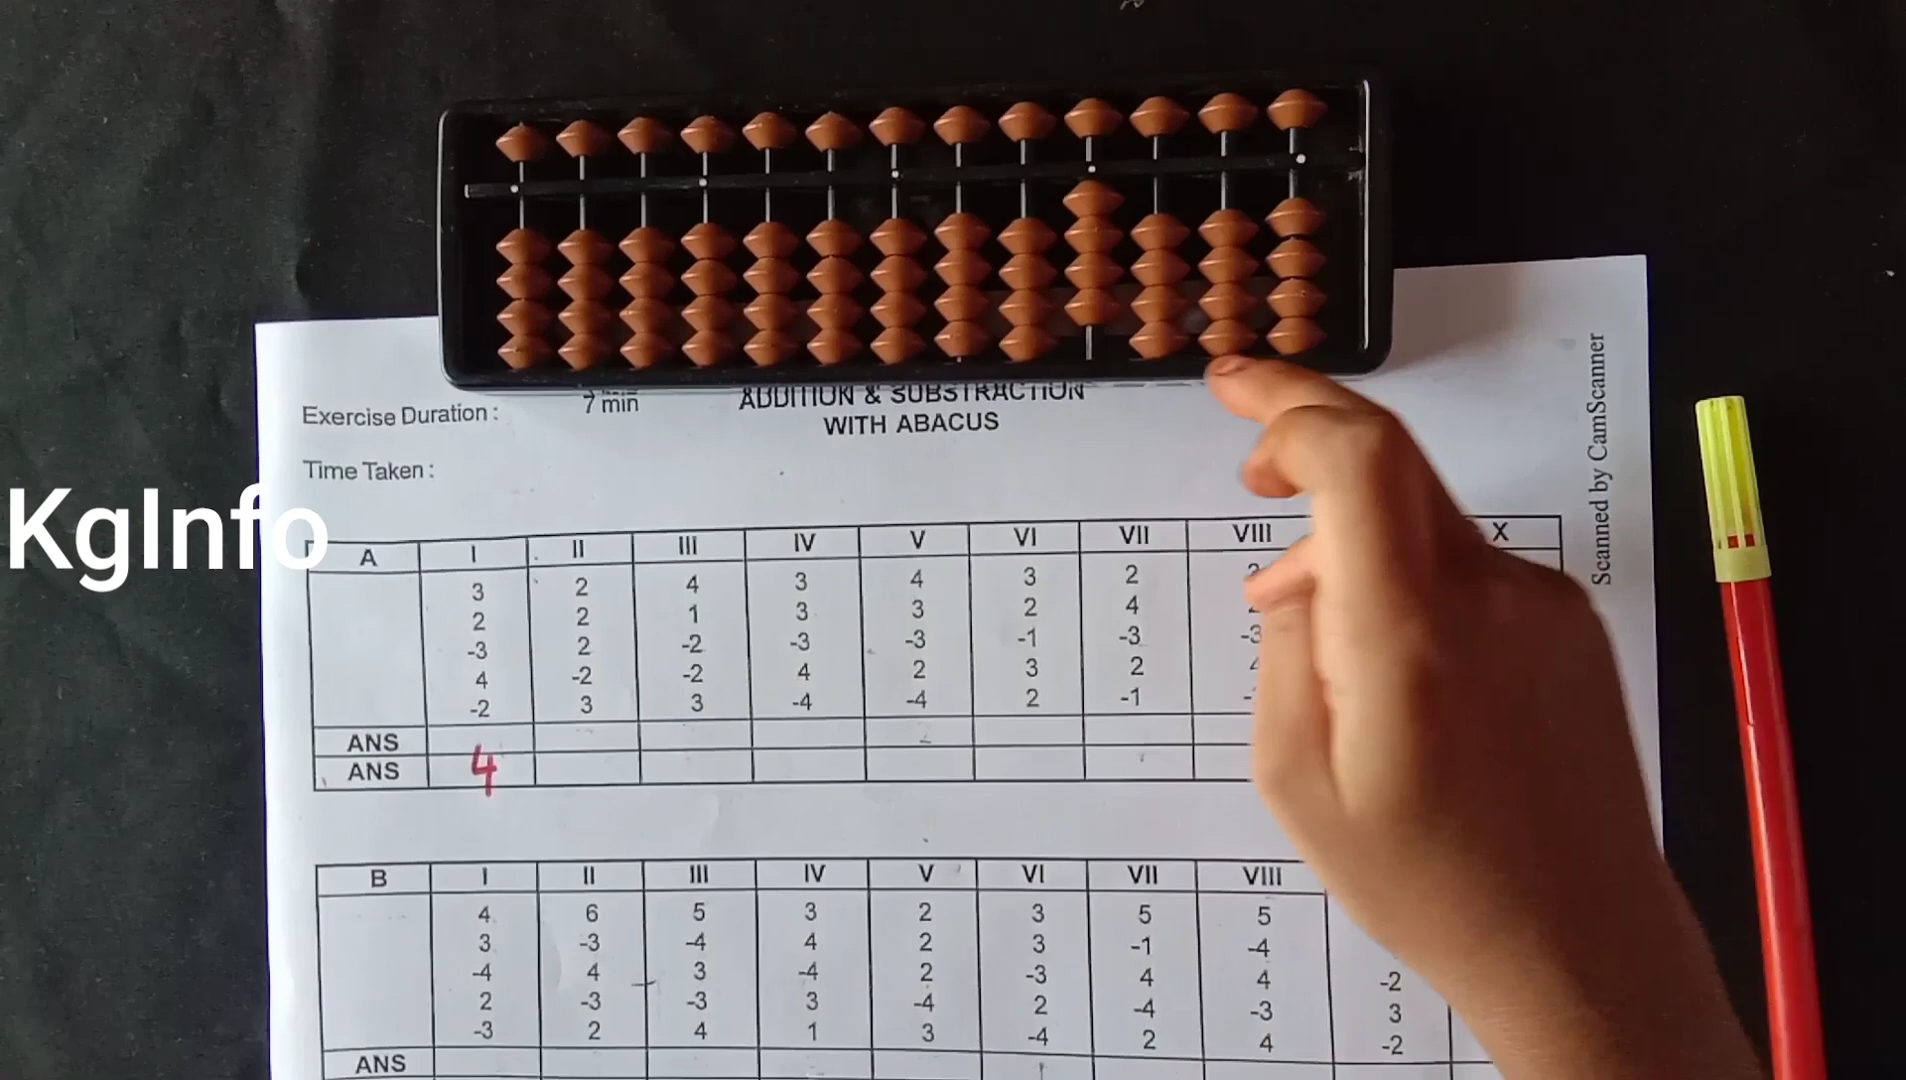 7 min
ADDITION & SUBSTRACTION
Exercise Duration :
WITH ABACUS
Time Taken :
Scanned by CamScanner
KgInfo
A I II III IV V VI VII VIII X
3 2 4 3 4 3 2
2 2 1 3 3 2 4
-3 2 -2 -3 -3 -1 -3 -3
4 -2 -2 4 2 3 2
-2 3 3 -4 -4 2 -1
ANS
ANS 4
B I II III IV V VI VII VIII
4 6 5 3 2 3 5 5
3 -3 -4 4 2 3 -1 -4
-4 4 3 -4 2 -3 4 4 -2
2 -3 -3 3 -4 2 -4 -3 3
-3 2 4 1 3 -4 2 4 -2
ANS